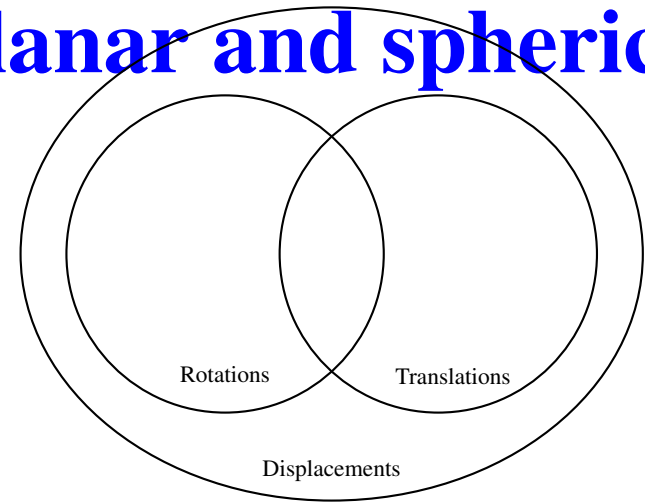 lanar and spheric
Rotations
Translations
Displacements